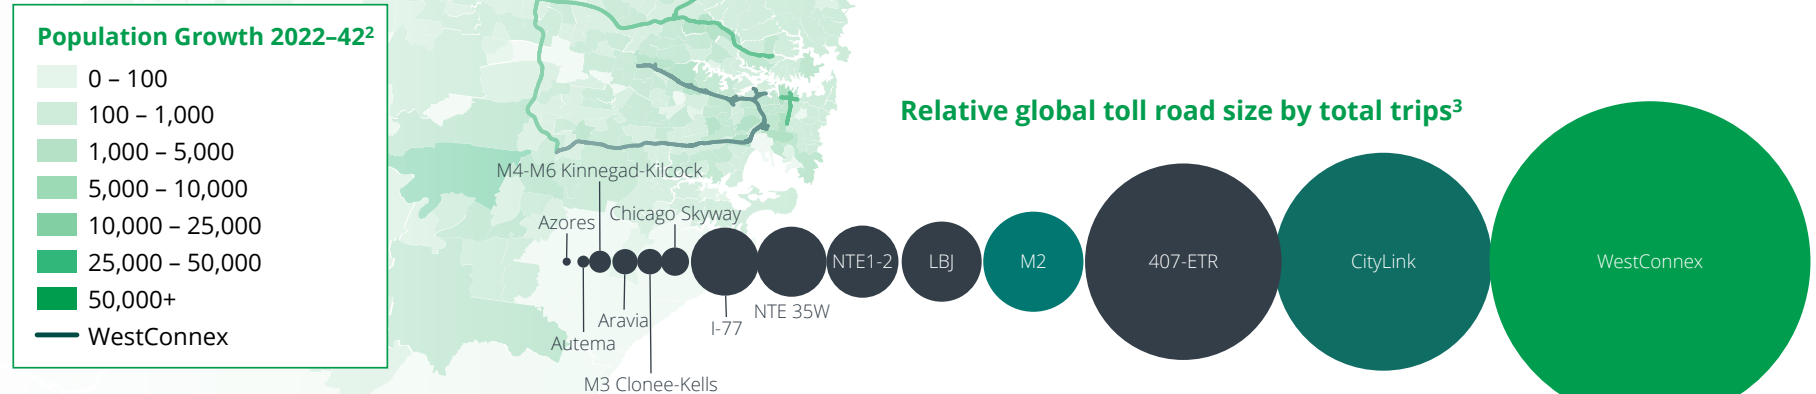 Population Growth 2022–42²
0 – 100
100 – 1,000
1,000 – 5,000
5,000 – 10,000
10,000 – 25,000
25,000 – 50,000
50,000+
WestConnex
Relative global toll road size by total trips³
M4-M6 Kinnegad-Kilcock
Azores
Chicago Skyway
NTE1-2
LBJ
M2
407-ETR
CityLink
WestConnex
Aravia
I-77
NTE 35W
Autema
M3 Clonee-Kells